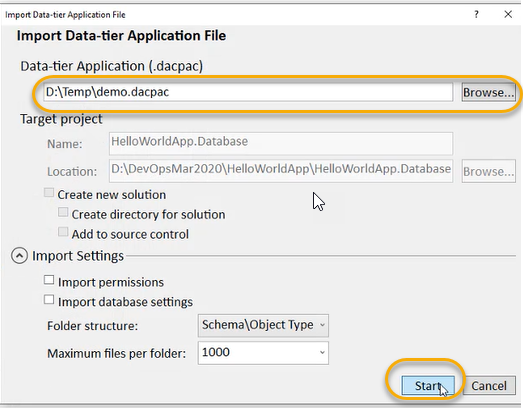 Import Data-tier Application File
? ×
Import Data-tier Application File
Data-tier Application (.dacpac)
D:\Temp\demo.dacpac Browse...
Target project
Name: HelloWorldApp.Database
Location: D:\DevOpsMar2020\HelloWorldApp\HelloWorldApp.Database Browse...
Create new solution
Create directory for solution
Add to source control
Import Settings
Import permissions
Import database settings
Folder structure: Schema\Object Type
Maximum files per folder: 1000
Start Cancel